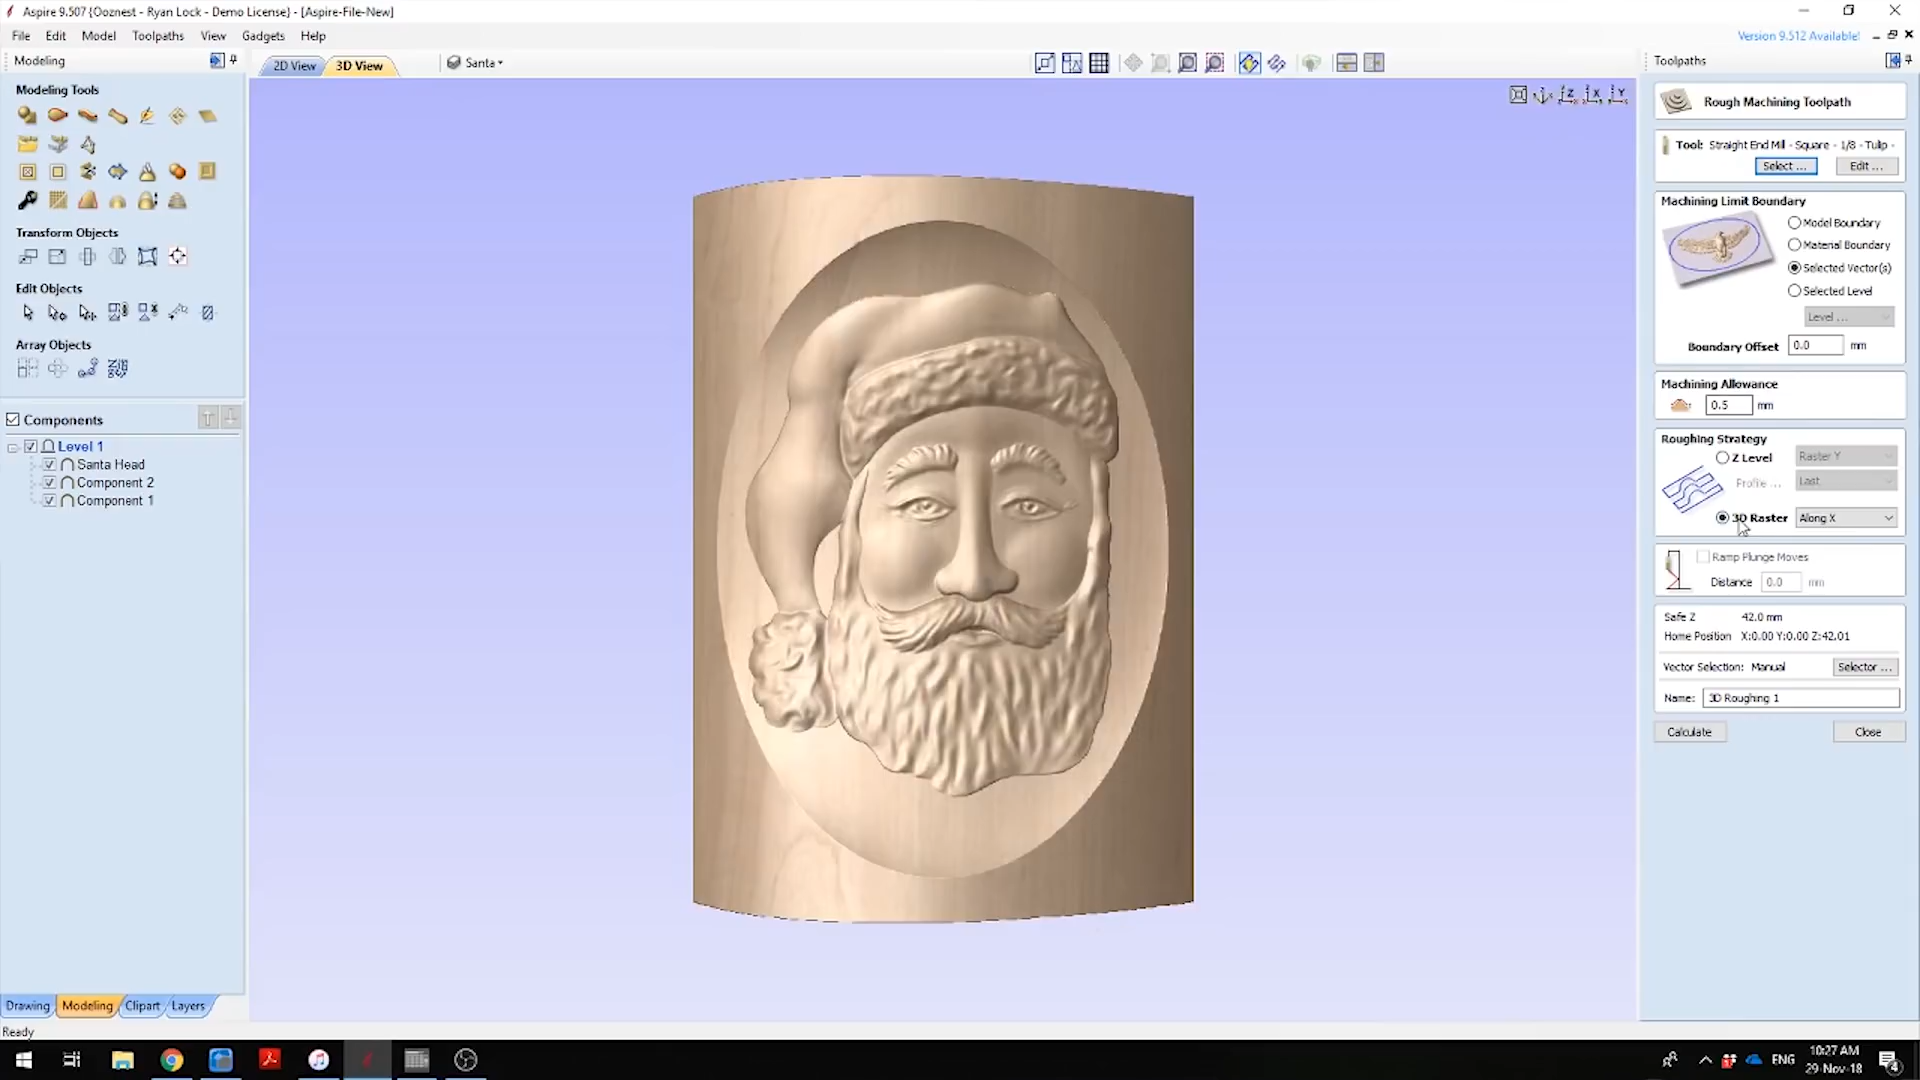 Aspire 9.507 {Ooznest - Ryan Lock - Demo License} - [Aspire-File-New]
File Edit Model Toolpaths View Gadgets Help
Version 9.512 Available!
Modeling
2D View 3D View
Santa
Toolpaths
Modeling Tools
Transform Objects
Edit Objects
Array Objects
Components
Level 1
Santa Head
Component 2
Component 1
Drawing Modeling Clipart Layers
Ready
Z X Y
Rough Machining Toolpath
Tool: Straight End Mill - Square - 1/8 - Tulip -
Select ... Edit ...
Machining Limit Boundary
Model Boundary
Material Boundary
Selected Vector(s)
Selected Level
Level ...
Boundary Offset 0.0 mm
Machining Allowance
0.5 mm
Roughing Strategy
Z Level Raster Y
Profile ... Last
3D Raster Along X
Ramp Plunge Moves
Distance 0.0 mm
Safe Z 42.0 mm
Home Position X:0.00 Y:0.00 Z:42.01
Vector Selection: Manual Selector ...
Name: 3D Roughing 1
Calculate Close
ENG
10:27 AM
29-Nov-18
4